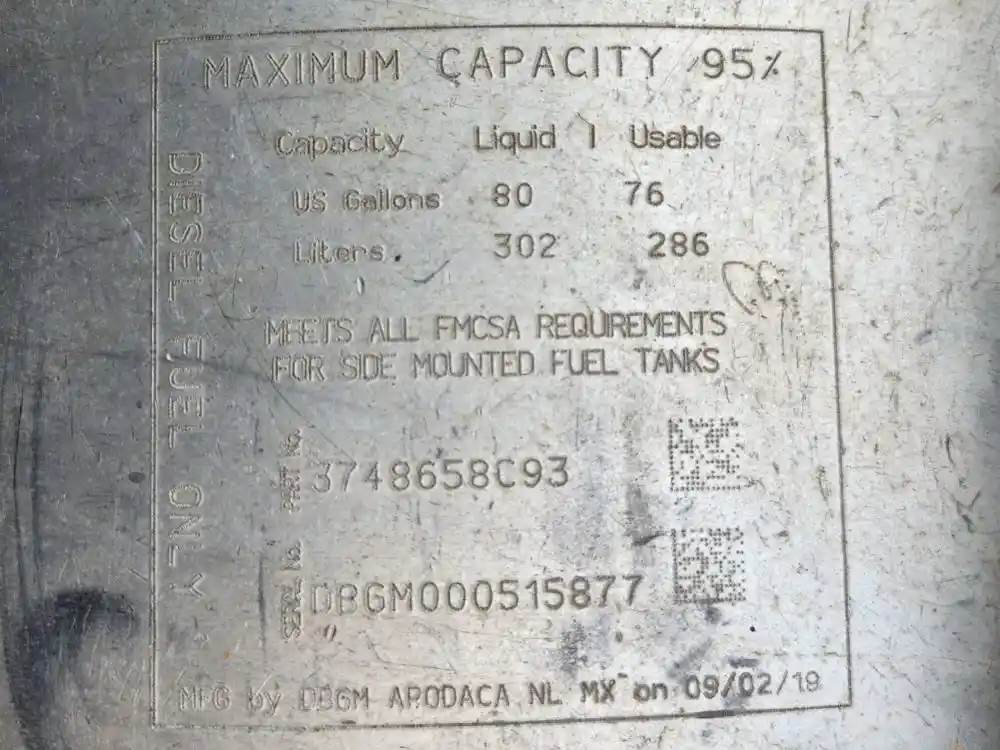 MAXIMUM CAPACITY 95%
Capacity Liquid | Usable
US Gallons 80 76
Liters. 302 286
MEETS ALL FMCSA REQUIREMENTS
FOR SIDE MOUNTED FUEL TANKS
PART No. 3748658C93
SERIAL No. DBGM000515877
MFG by DBGM APODACA NL MX on 09/02/19
DIESEL FUEL ONLY